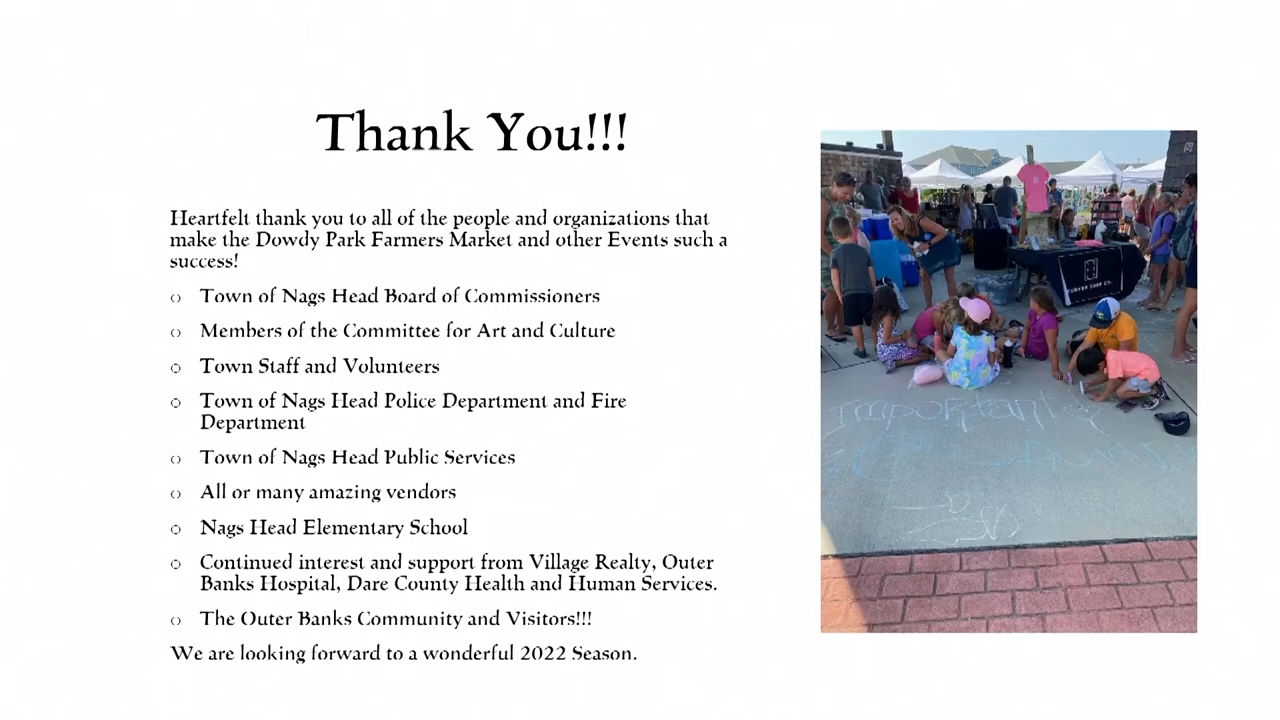 Thank You!!!
Heartfelt thank you to all of the people and organizations that
make the Dowdy Park Farmers Market and other Events such a
success!
Town of Nags Head Board of Commissioners
Members of the Committee for Art and Culture
Town Staff and Volunteers
Town of Nags Head Police Department and Fire
Department
Town of Nags Head Public Services
All or many amazing vendors
Nags Head Elementary School
Continued interest and support from Village Realty, Outer
Banks Hospital, Dare County Health and Human Services.
The Outer Banks Community and Visitors!!!
We are looking forward to a wonderful 2022 Season.
SURF CO.
Important